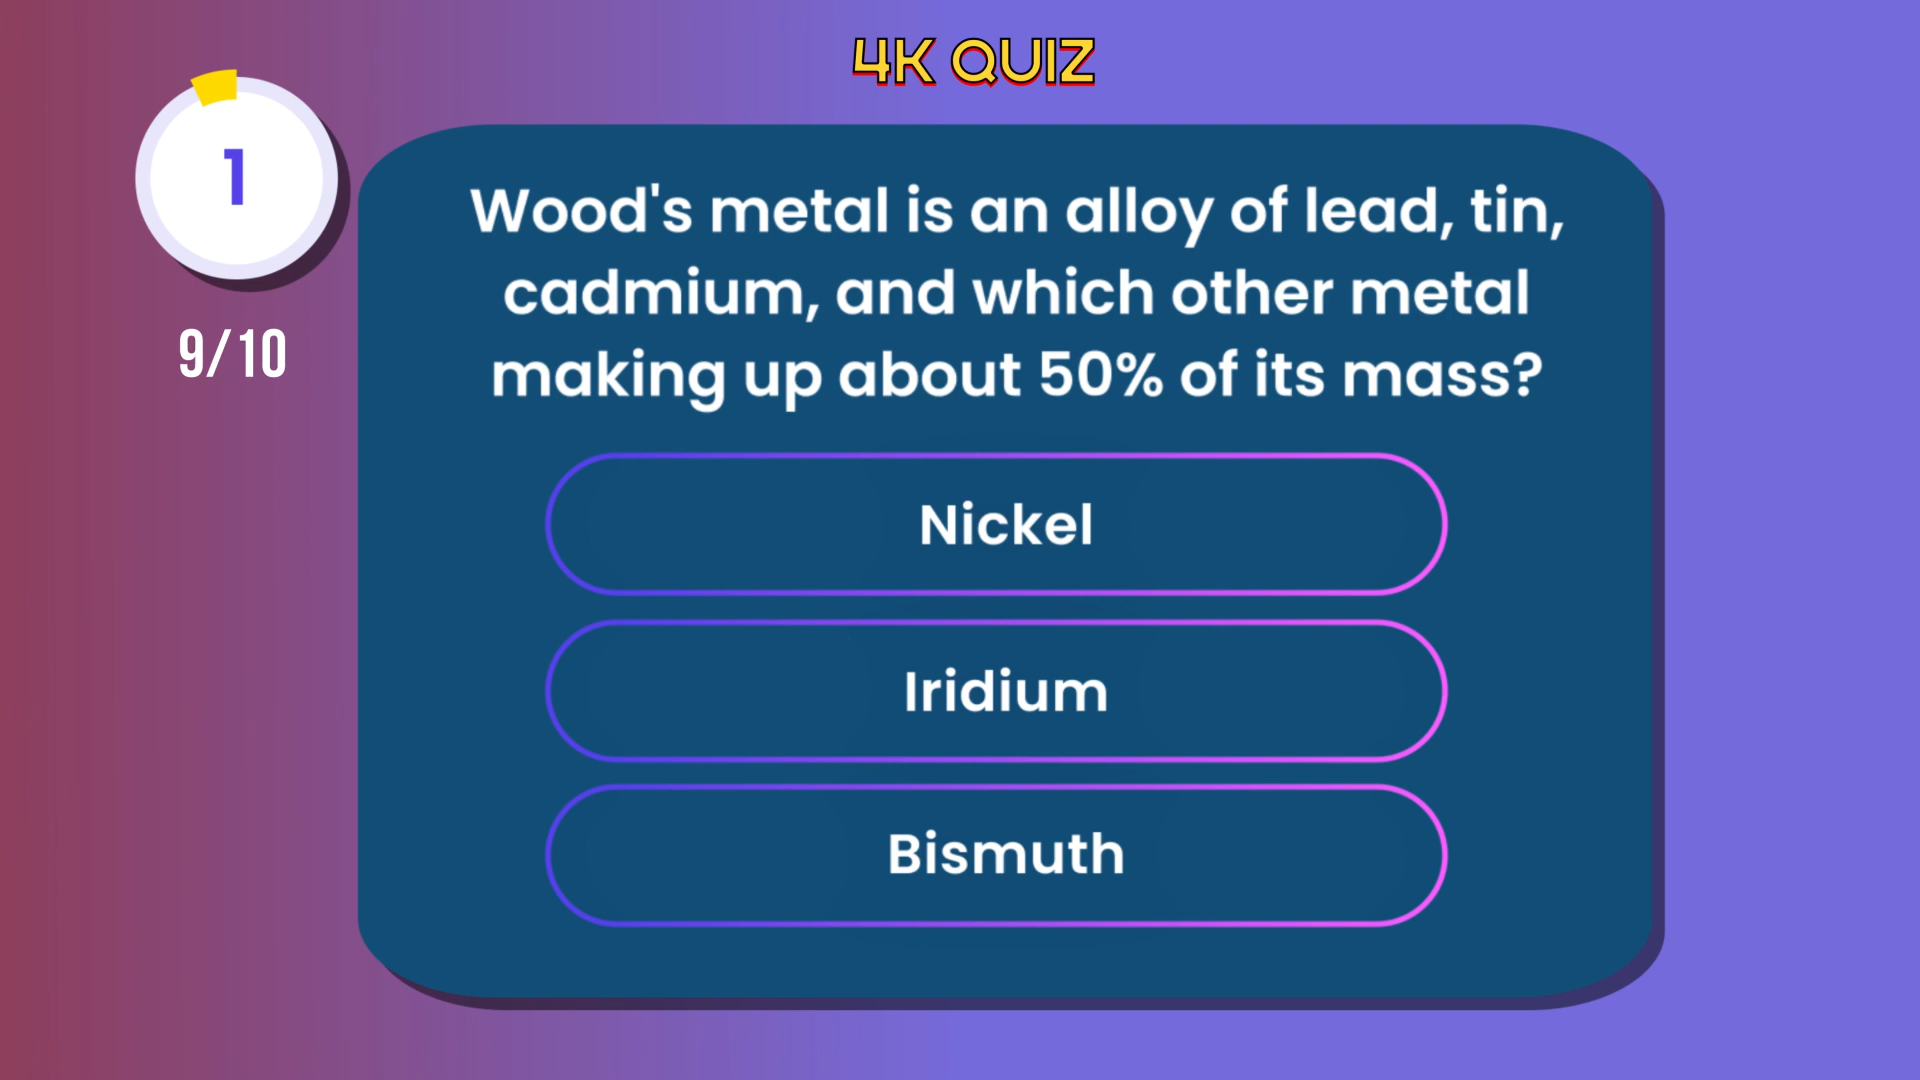 4K QUIZ
1
9/10
Wood's metal is an alloy of lead, tin,
cadmium, and which other metal
making up about 50% of its mass?
Nickel
Iridium
Bismuth